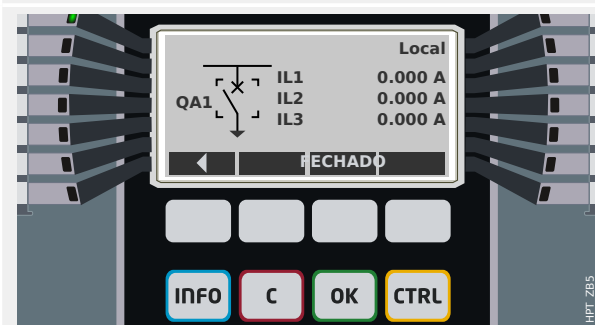 Local
IL1 0.000 A
QA1 IL2 0.000 A
IL3 0.000 A
FECHADO
INFO C OK CTRL
HPT_ZB5